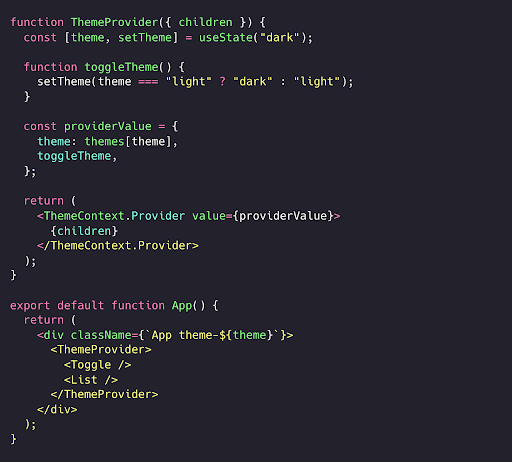 function ThemeProvider({ children }) {
  const [theme, setTheme] = useState("dark");

  function toggleTheme() {
    setTheme(theme === "light" ? "dark" : "light");
  }

  const providerValue = {
    theme: themes[theme],
    toggleTheme,
  };

  return (
    <ThemeContext.Provider value={providerValue}>
      {children}
    </ThemeContext.Provider>
  );
}

export default function App() {
  return (
    <div className={`App theme-${theme}`}>
      <ThemeProvider>
        <Toggle />
        <List />
      </ThemeProvider>
    </div>
  );
}